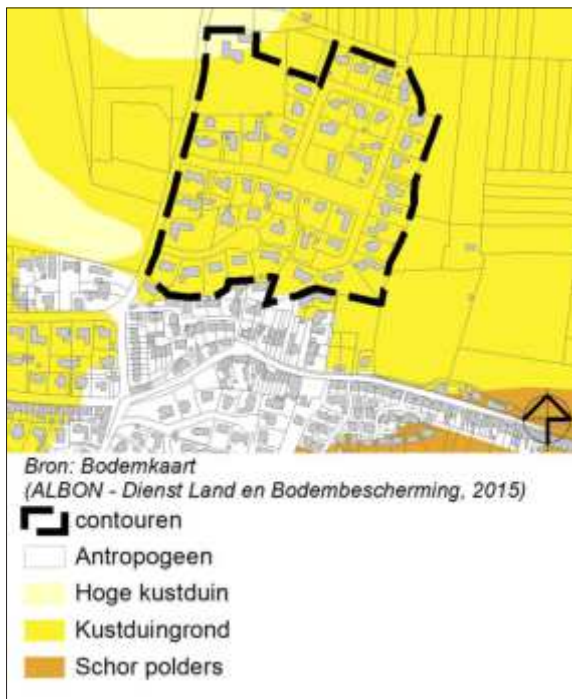 Bron: Bodemkaart
(ALBON - Dienst Land en Bodembescherming, 2015)
contouren
Antropogeen
Hoge kustduin
Kustduingrond
Schor polders